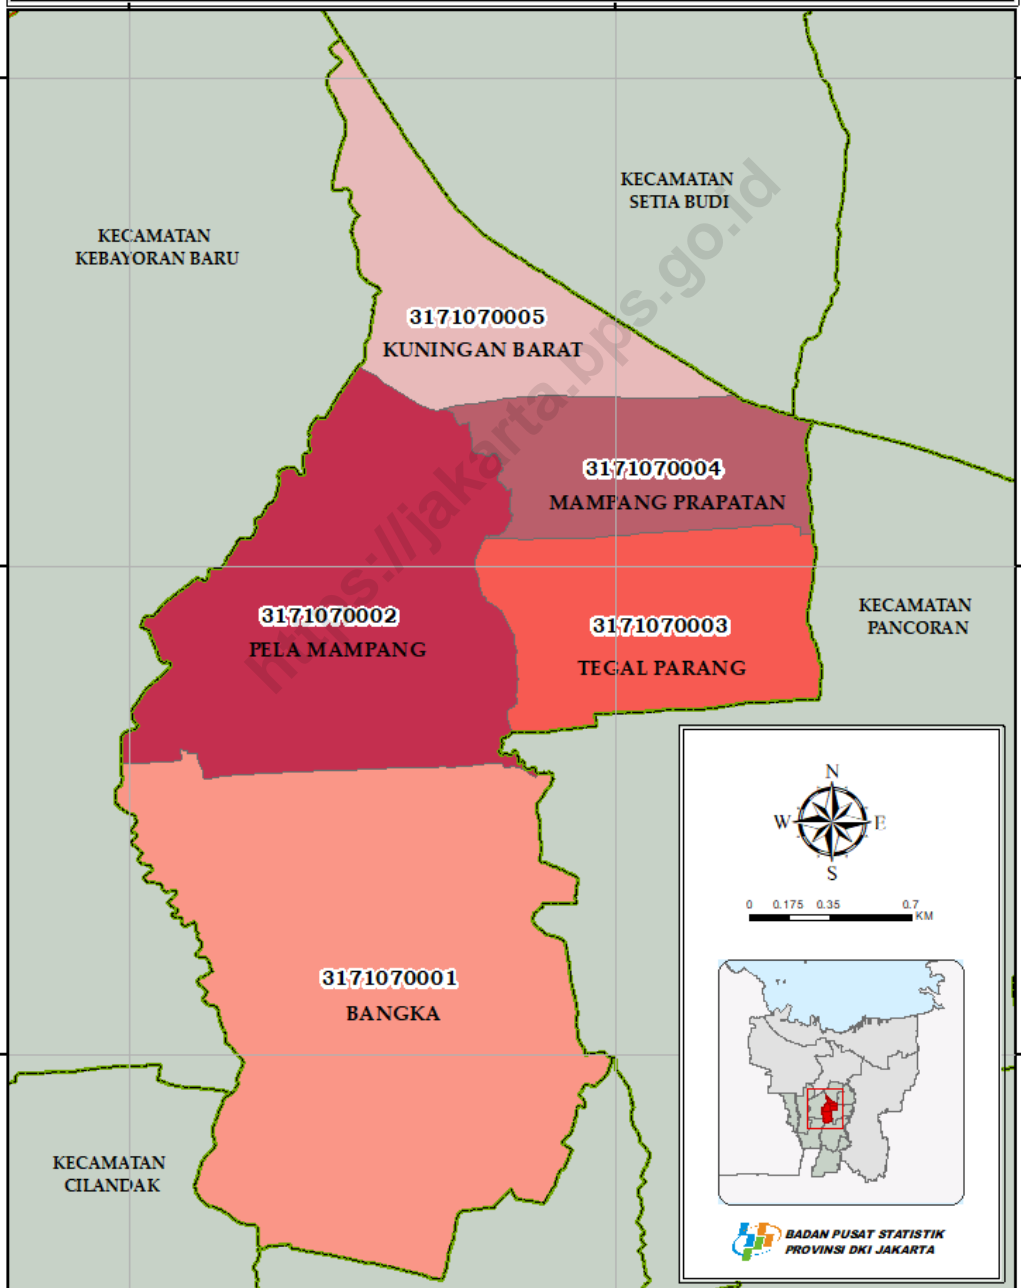 KECAMATAN
SETIA BUDI
KECAMATAN
KEBAYORAN BARU
3171070005
KUNINGAN BARAT
3171070004
MAMPANG PRAPATAN
3171070002
PELA MAMPANG
3171070003
TEGAL PARANG
KECAMATAN
PANCORAN
https://jakarta.bps.go.id
3171070001
BANGKA
KECAMATAN
CILANDAK
N
W E
S
0 0.175 0.35 0.7
KM
BADAN PUSAT STATISTIK
PROVINSI DKI JAKARTA